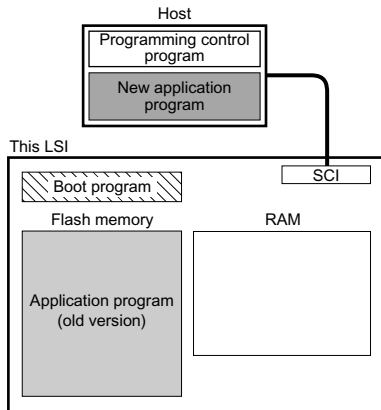 Host
Programming control
program
New application
program
This LSI
SCI
Boot program
Flash memory
RAM
Application program
(old version)